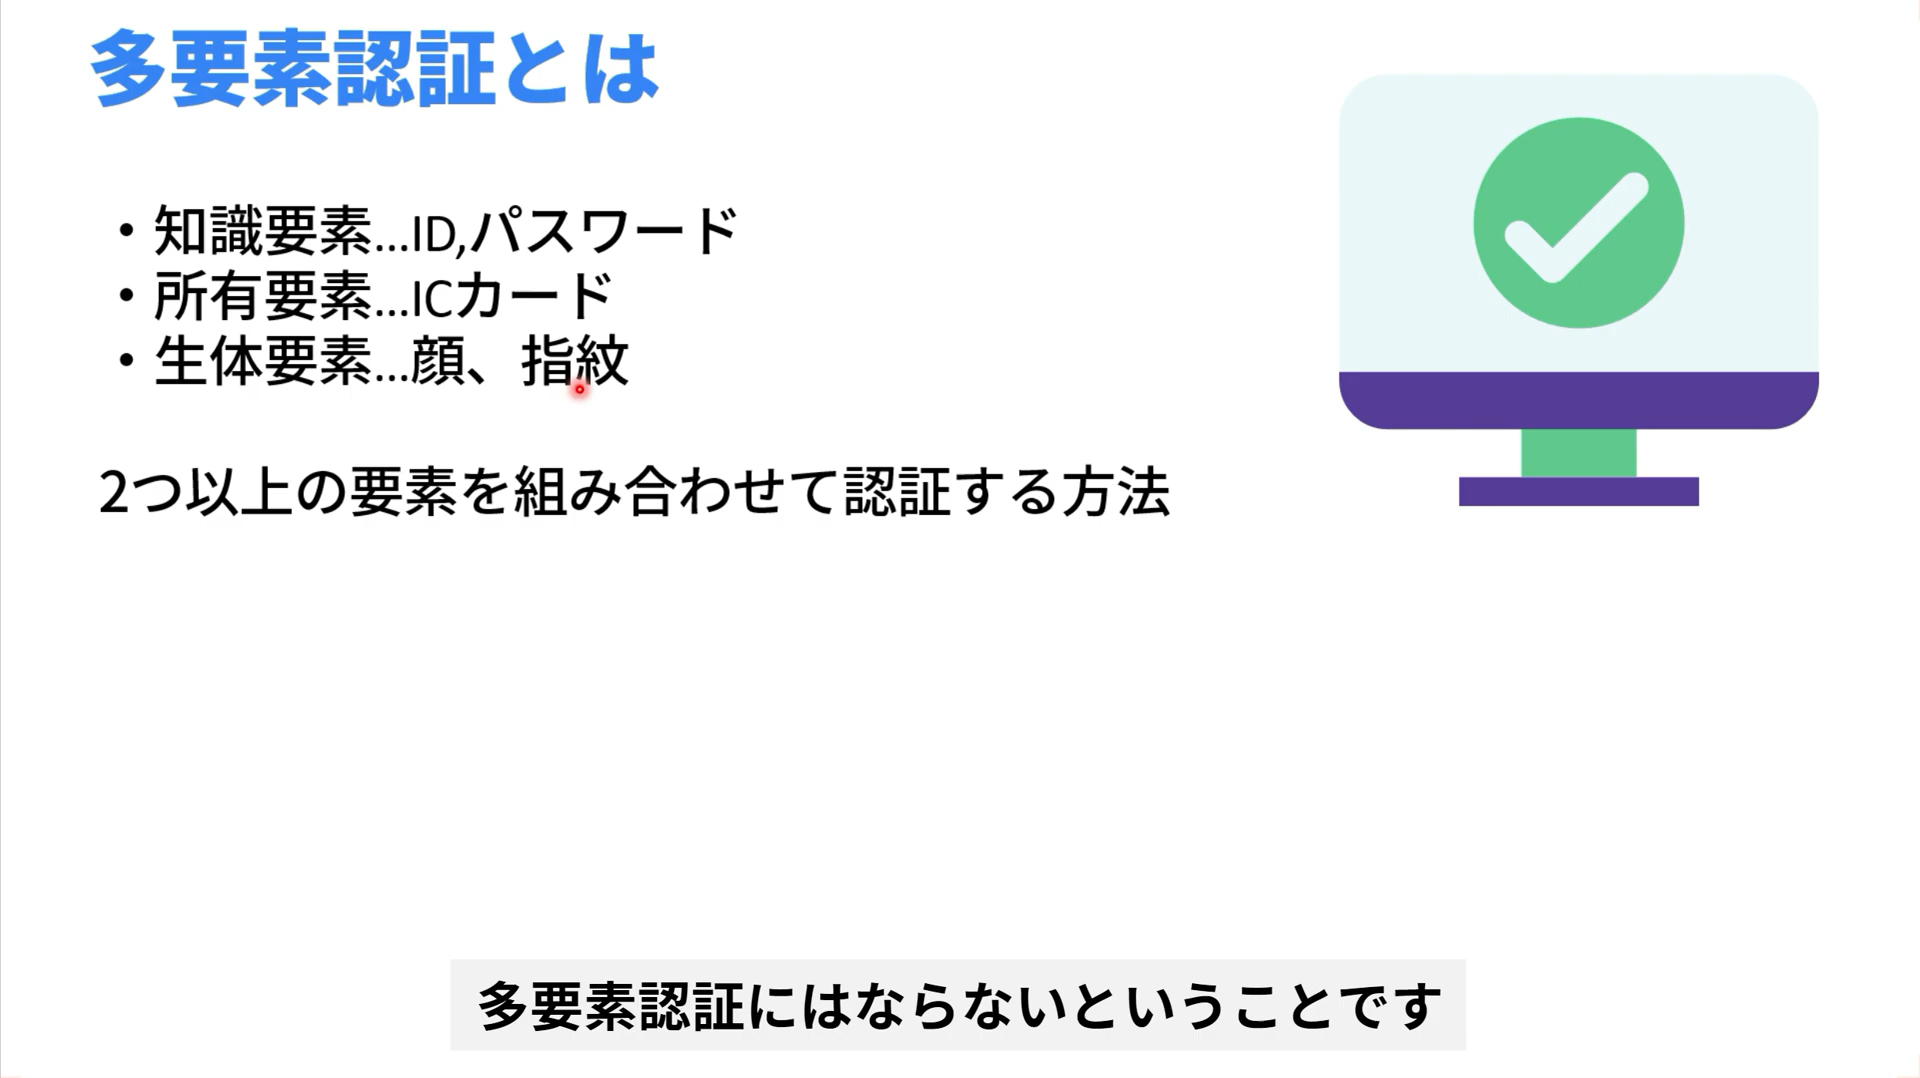 多要素認証とは
・知識要素...ID,パスワード
・所有要素...ICカード
・生体要素...顔、指紋
2つ以上の要素を組み合わせて認証する方法
多要素認証にはならないということです